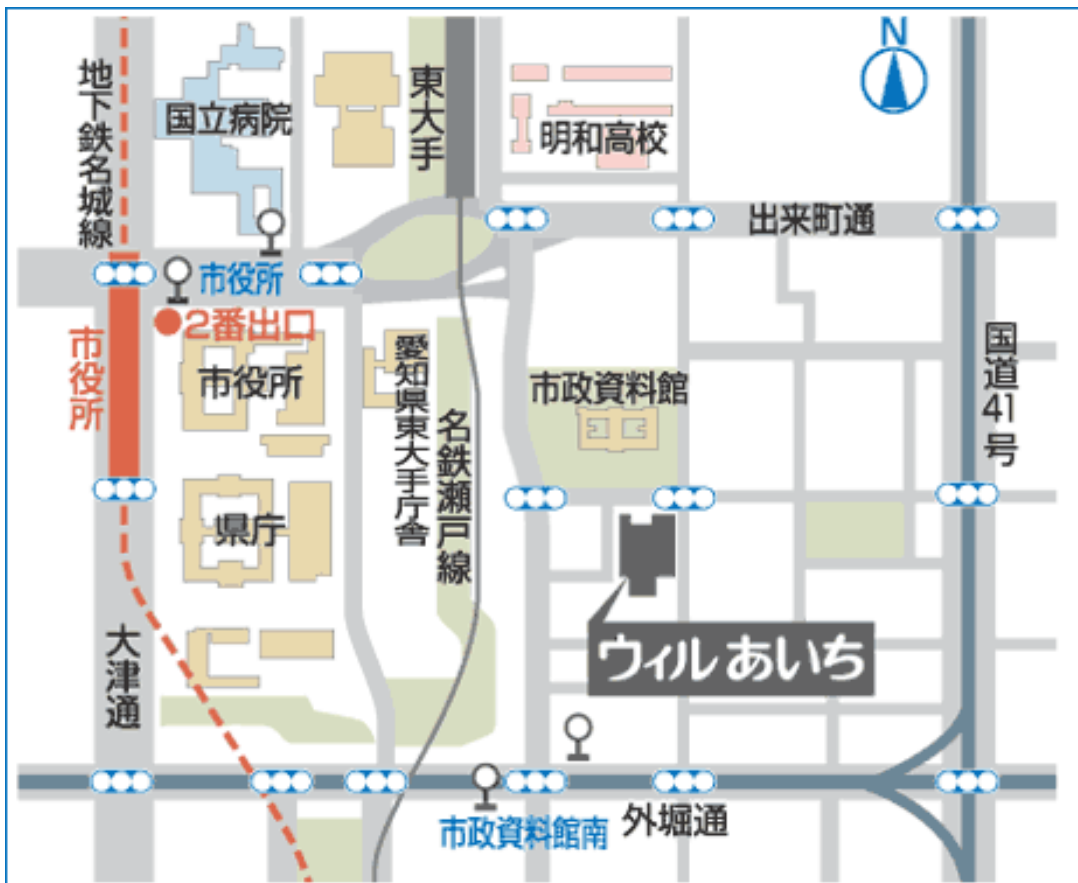 N
地下鉄名城線
国立病院
東大手
明和高校
出来町通
市役所
2番出口
市役所
市役所
愛知県東大手庁舎
名鉄瀬戸線
市政資料館
国道41号
県庁
大津通
ウィルあいち
市政資料館南
外堀通